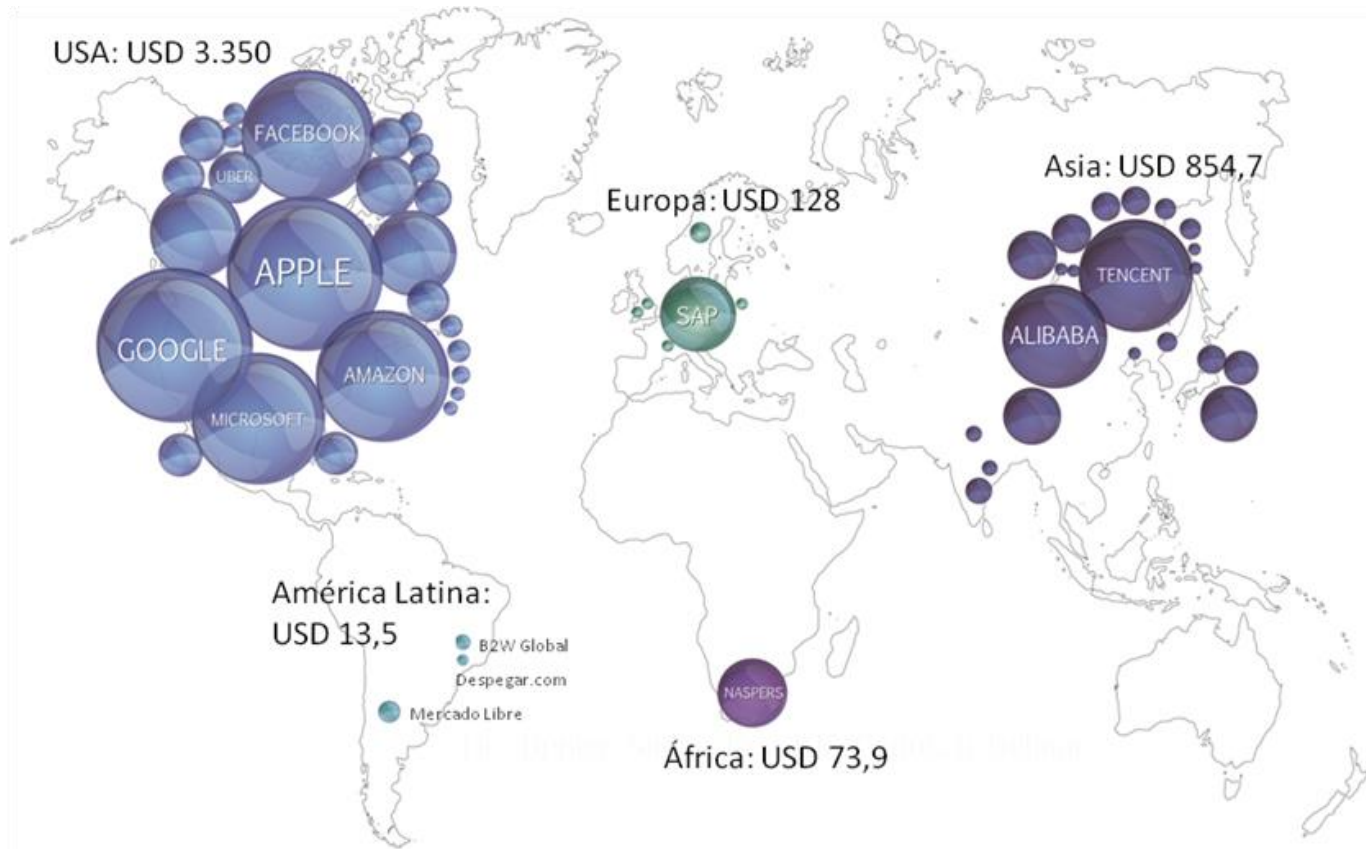 USA: USD 3.350
FACEBOOK
UBER
APPLE
GOOGLE
AMAZON
MICROSOFT
Europa: USD 128
SAP
Asia: USD 854,7
TENCENT
ALIBABA
América Latina:
USD 13,5
B2W Global
Despegar.com
Mercado Libre
NASPERS
África: USD 73,9